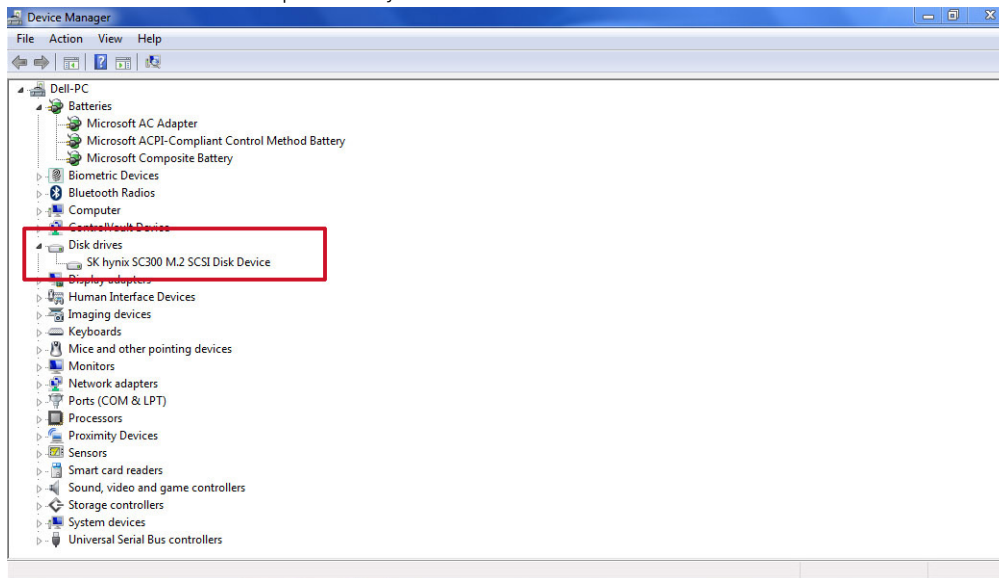 Device Manager
File Action View Help
Dell-PC
Batteries
Microsoft AC Adapter
Microsoft ACPI-Compliant Control Method Battery
Microsoft Composite Battery
Biometric Devices
Bluetooth Radios
Computer
ControlVault Device
Disk drives
SK hynix SC300 M.2 SCSI Disk Device
Display adapters
Human Interface Devices
Imaging devices
Keyboards
Mice and other pointing devices
Monitors
Network adapters
Ports (COM & LPT)
Processors
Proximity Devices
Sensors
Smart card readers
Sound, video and game controllers
Storage controllers
System devices
Universal Serial Bus controllers